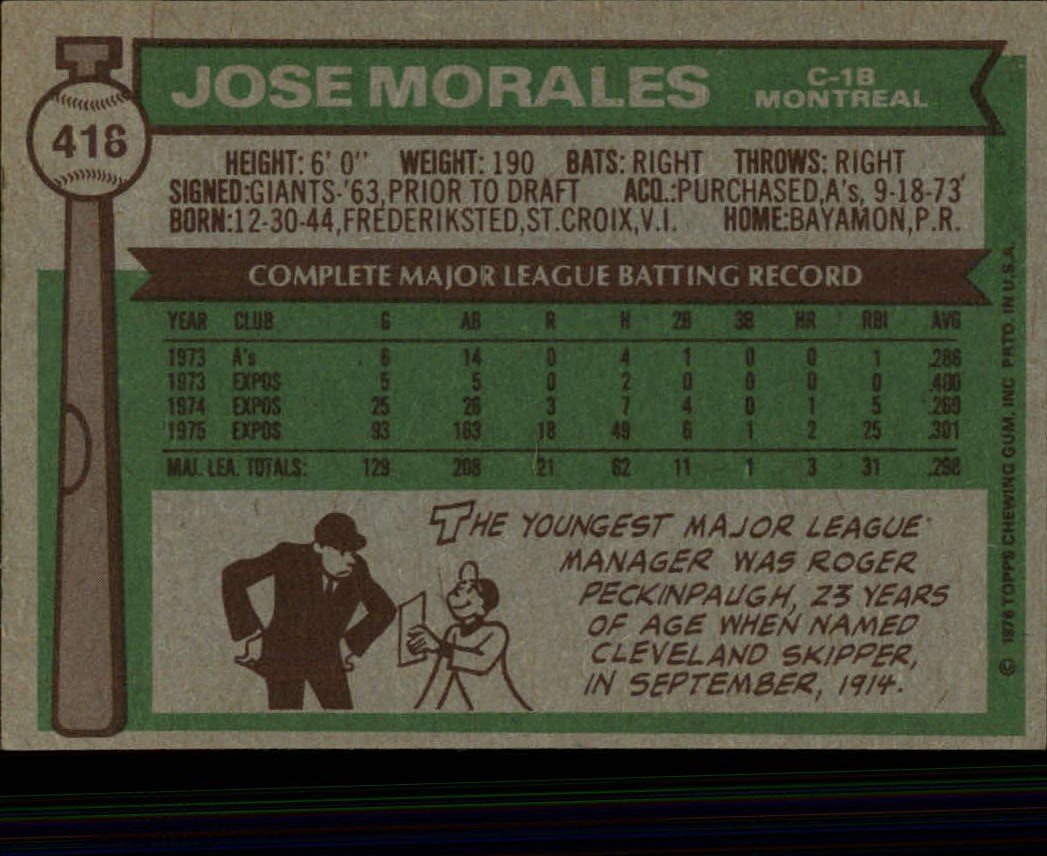 JOSE MORALES
C-1B
MONTREAL
418
HEIGHT: 6' 0" WEIGHT: 190 BATS: RIGHT THROWS: RIGHT
SIGNED:GIANTS-'63,PRIOR TO DRAFT ACQ.:PURCHASED,A's, 9-18-73
BORN:12-30-44,FREDERIKSTED,ST.CROIX,V.I. HOME:BAYAMON,P.R.
COMPLETE MAJOR LEAGUE BATTING RECORD
YEAR CLUB G AB R H 2B 3B HR RBI AVG
1973 A's 6 14 0 4 1 0 0 1 .286
1973 EXPOS 5 5 0 2 0 0 0 0 .400
1974 EXPOS 25 26 3 7 4 0 1 5 .269
1975 EXPOS 93 163 18 49 6 1 2 25 .301
MAJ. LEA. TOTALS: 129 208 21 62 11 1 3 31 .298
THE YOUNGEST MAJOR LEAGUE
MANAGER WAS ROGER
PECKINPAUGH, 23 YEARS
OF AGE WHEN NAMED
CLEVELAND SKIPPER,
IN SEPTEMBER, 1914.
© 1976 TOPPS CHEWING GUM, INC PRTD. IN U.S.A.